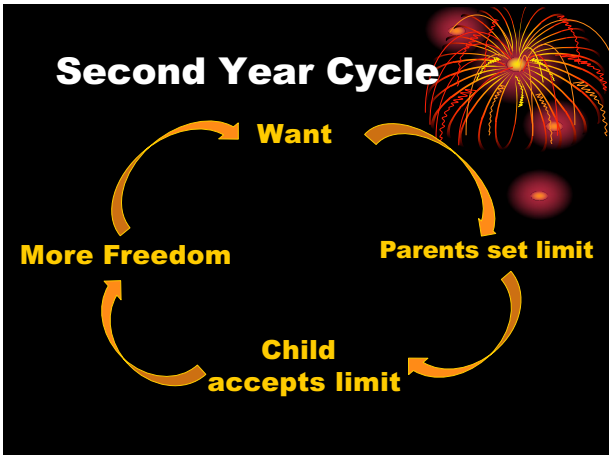 Second Year Cycle
Want
Parents set limit
Child
accepts limit
More Freedom